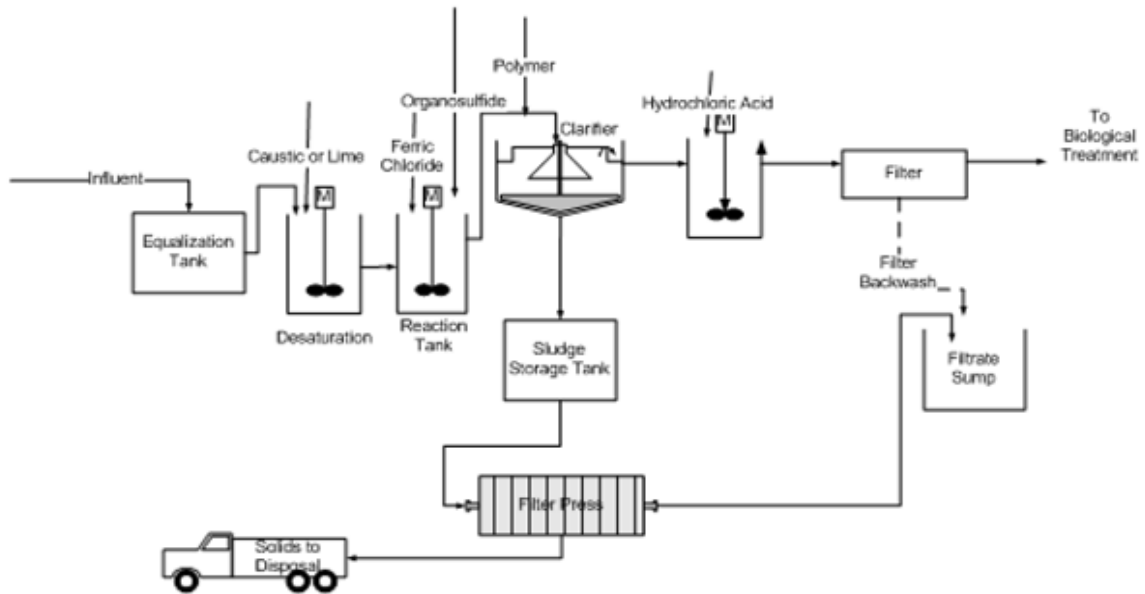 Polymer
Organosulfide
Hydrochloric Acid
M
To
Biological
Treatment
Caustic or Lime
Ferric
Chloride
Clarifier
Influent
M
M
Filter
Equalization
Tank
Filter
Backwash
Desaturation
Reaction
Tank
Sludge
Storage Tank
Filtrate
Sump
Filter Press
Solids to
Disposal